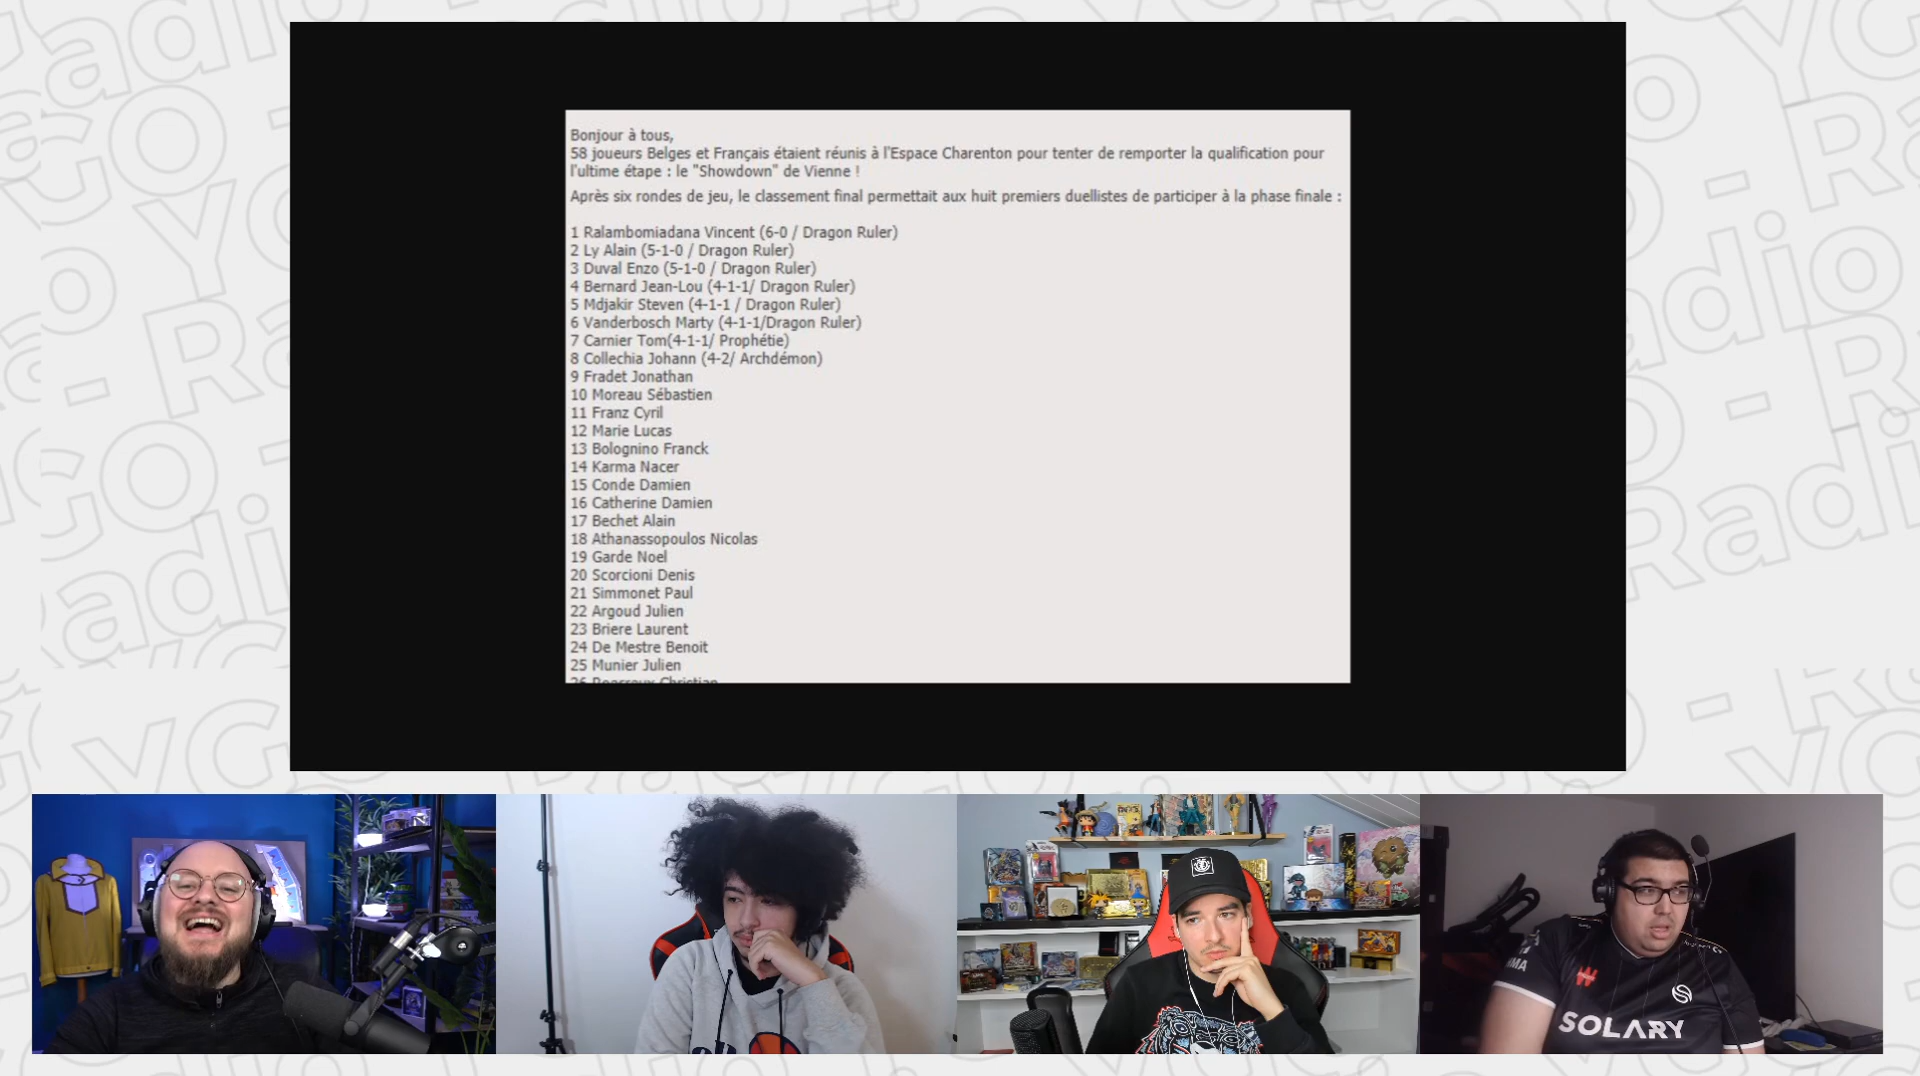 Bonjour à tous,
58 joueurs Belges et Français étaient réunis à l'Espace Charenton pour tenter de remporter la qualification pour
l'ultime étape : le "Showdown" de Vienne !
Après six rondes de jeu, le classement final permettait aux huit premiers duellistes de participer à la phase finale :
1 Ralambomiadana Vincent (6-0 / Dragon Ruler)
2 Ly Alain (5-1-0 / Dragon Ruler)
3 Duval Enzo (5-1-0 / Dragon Ruler)
4 Bernard Jean-Lou (4-1-1/ Dragon Ruler)
5 Mdjakir Steven (4-1-1 / Dragon Ruler)
6 Vanderbosch Marty (4-1-1/Dragon Ruler)
7 Carnier Tom(4-1-1/ Prophétie)
8 Collechia Johann (4-2/ Archdémon)
9 Fradet Jonathan
10 Moreau Sébastien
11 Franz Cyril
12 Marie Lucas
13 Bolognino Franck
14 Karma Nacer
15 Conde Damien
16 Catherine Damien
17 Bechet Alain
18 Athanassopoulos Nicolas
19 Garde Noel
20 Scorcioni Denis
21 Simmonet Paul
22 Argoud Julien
23 Briere Laurent
24 De Mestre Benoit
25 Munier Julien
SOLARY